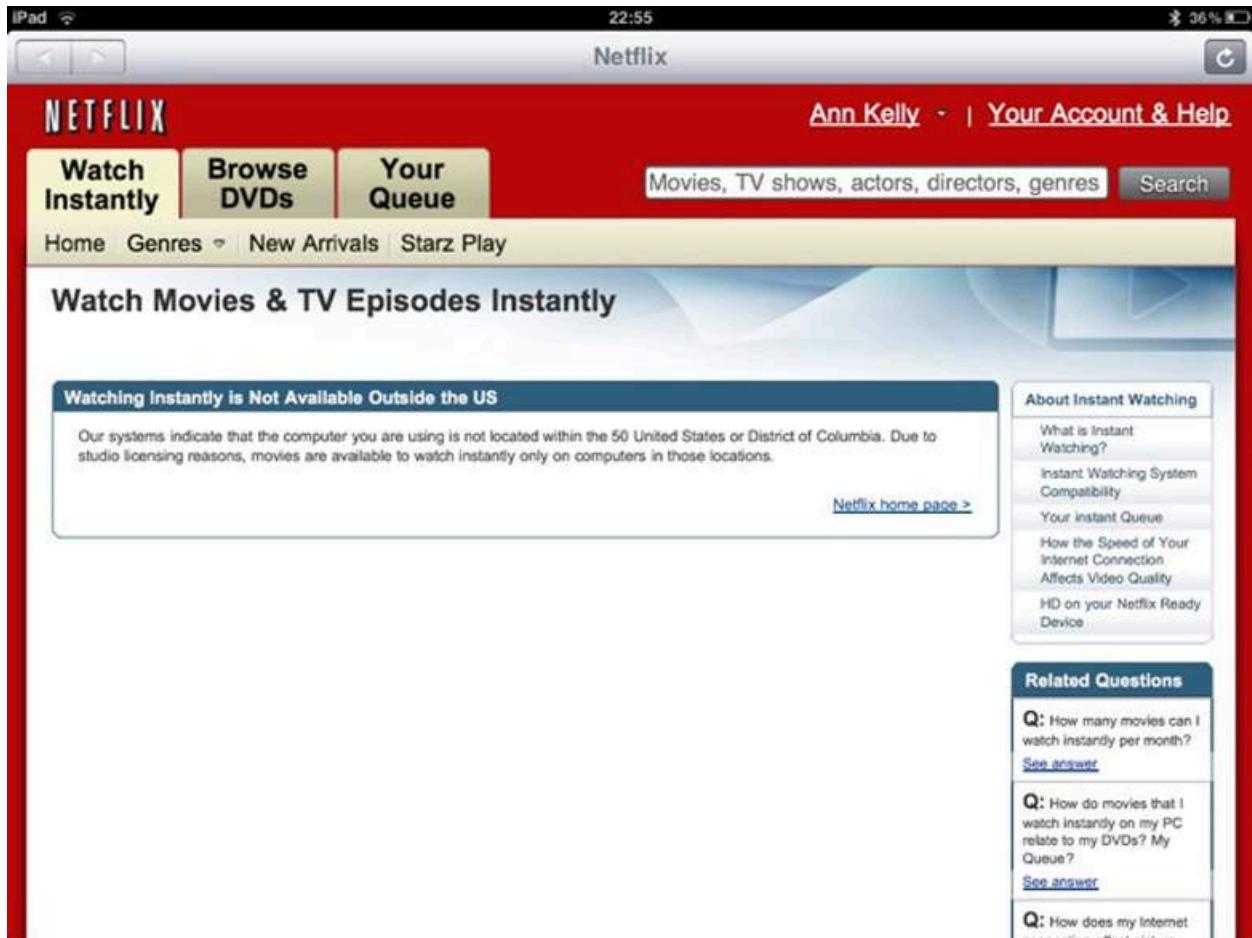 iPad 22:55 36%
Netflix
NETFLIX
Ann Kelly | Your Account & Help
Watch Instantly
Browse DVDs
Your Queue
Movies, TV shows, actors, directors, genres Search
Home Genres New Arrivals Starz Play
Watch Movies & TV Episodes Instantly
Watching Instantly is Not Available Outside the US
Our systems indicate that the computer you are using is not located within the 50 United States or District of Columbia. Due to
studio licensing reasons, movies are available to watch instantly only on computers in those locations.
Netflix home page >
About Instant Watching
What is Instant
Watching?
Instant Watching System
Compatibility
Your instant Queue
How the Speed of Your
Internet Connection
Affects Video Quality
HD on your Netflix Ready
Device
Related Questions
Q: How many movies can I
watch instantly per month?
See answer
Q: How do movies that I
watch instantly on my PC
relate to my DVDs? My
Queue?
See answer
Q: How does my Internet